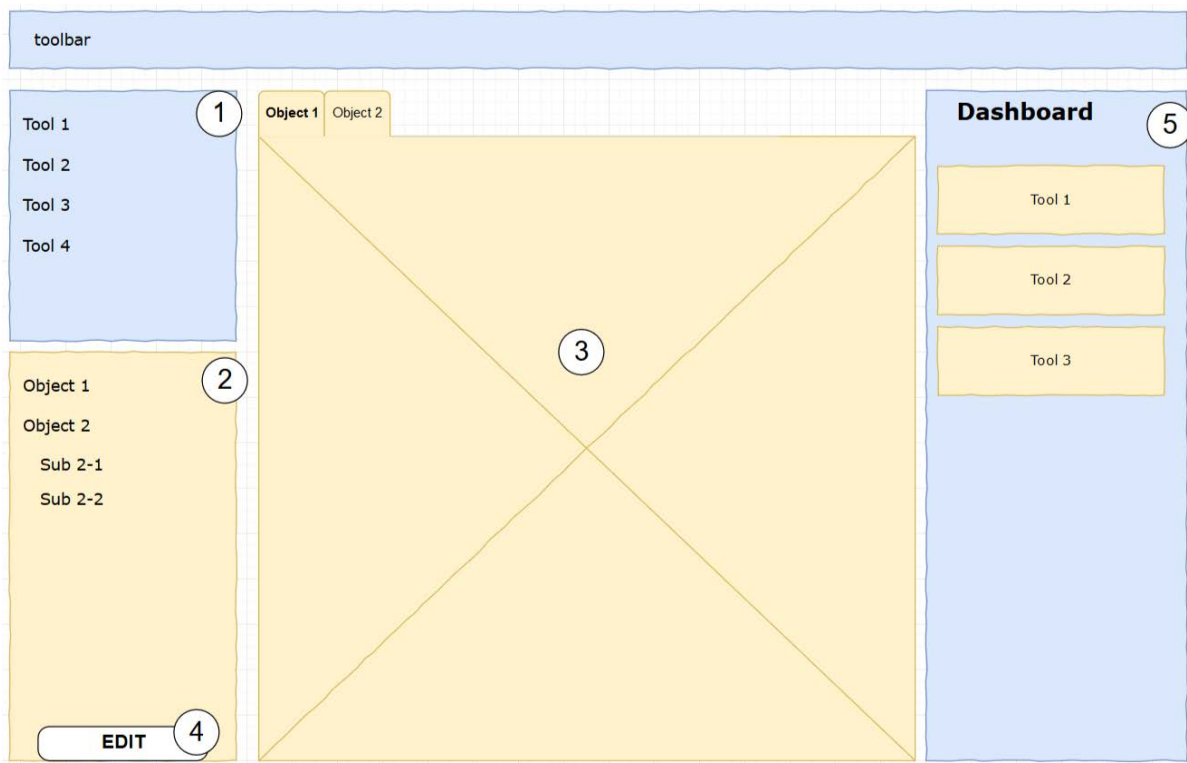 toolbar
1
Tool 1
Tool 2
Tool 3
Tool 4
2
Object 1
Object 2
Sub 2-1
Sub 2-2
4
EDIT
Object 1 Object 2
3
Dashboard
5
Tool 1
Tool 2
Tool 3